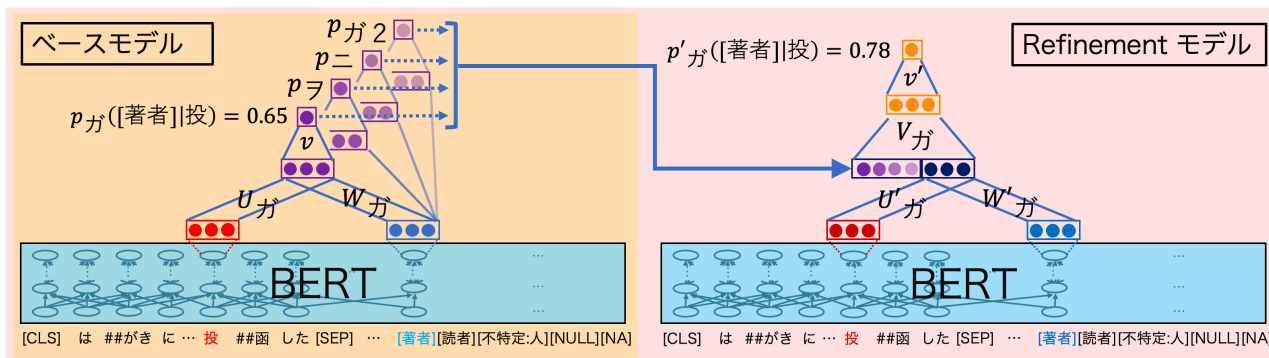 ベースモデル
pガ2
pニ
pヲ
pガ([著者]|投) = 0.65
v
Uガ
Wガ
BERT
...
...
...
[CLS] は ##がき に … 投 ##函 した [SEP] … [著者][読者][不特定:人][NULL][NA]
Refinement モデル
p′ガ([著者]|投) = 0.78
v′
Vガ
U′ガ
W′ガ
BERT
...
...
...
[CLS] は ##がき に … 投 ##函 した [SEP] … [著者][読者][不特定:人][NULL][NA]